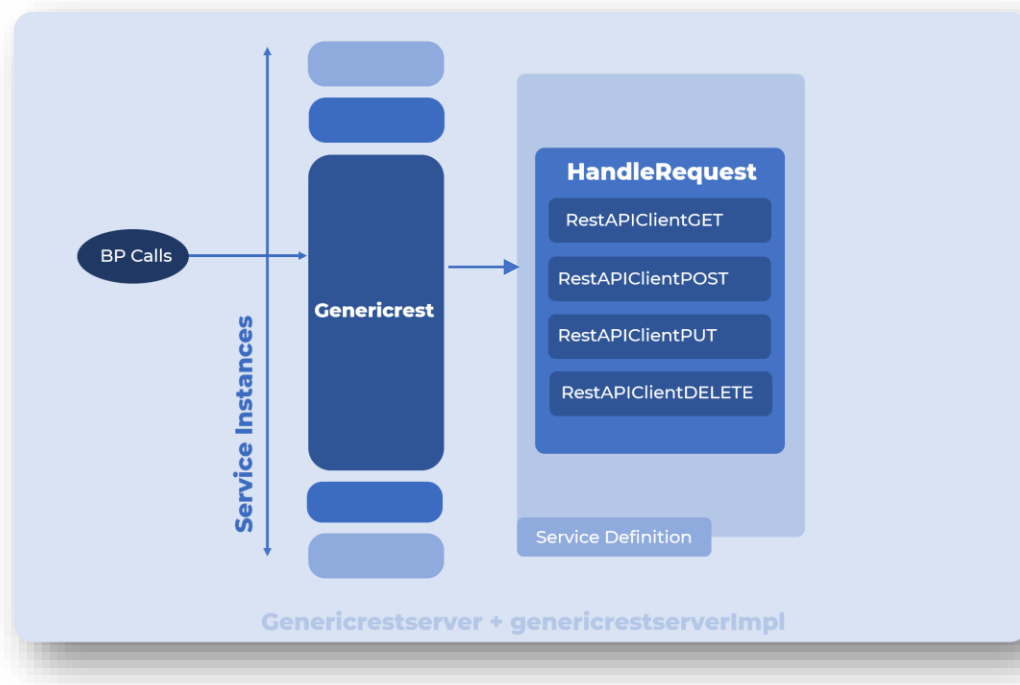 HandleRequest
RestAPIClientGET
BP Calls
RestAPIClientPOST
Genericrest
RestAPIClientPUT
Service Instances
RestAPIClientDELETE
Service Definition
Genericrestserver + genericrestserverImpl